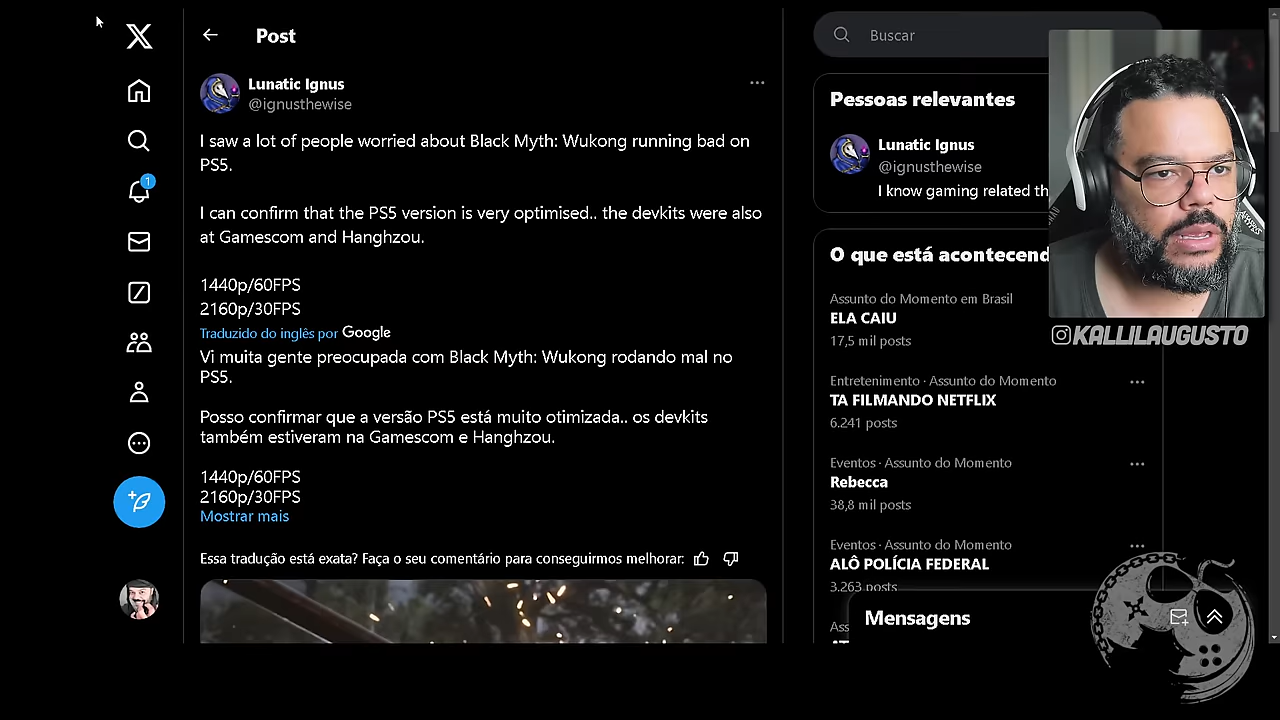 Post
Lunatic Ignus
@ignusthewise
I saw a lot of people worried about Black Myth: Wukong running bad on
PS5.
I can confirm that the PS5 version is very optimised.. the devkits were also
at Gamescom and Hanghzou.
1440p/60FPS
2160p/30FPS
Traduzido do inglês por Google
Vi muita gente preocupada com Black Myth: Wukong rodando mal no
PS5.
Posso confirmar que a versão PS5 está muito otimizada.. os devkits
também estiveram na Gamescom e Hanghzou.
1440p/60FPS
2160p/30FPS
Mostrar mais
Essa tradução está exata? Faça o seu comentário para conseguirmos melhorar:
1
Buscar
Pessoas relevantes
Lunatic Ignus
@ignusthewise
I know gaming related th
O que está acontecend
Assunto do Momento em Brasil
ELA CAIU
17,5 mil posts
Entretenimento · Assunto do Momento
TA FILMANDO NETFLIX
6.241 posts
Eventos · Assunto do Momento
Rebecca
38,8 mil posts
Eventos · Assunto do Momento
ALÔ POLÍCIA FEDERAL
3.263 posts
Ass
Mensagens
KALLILAUGUSTO